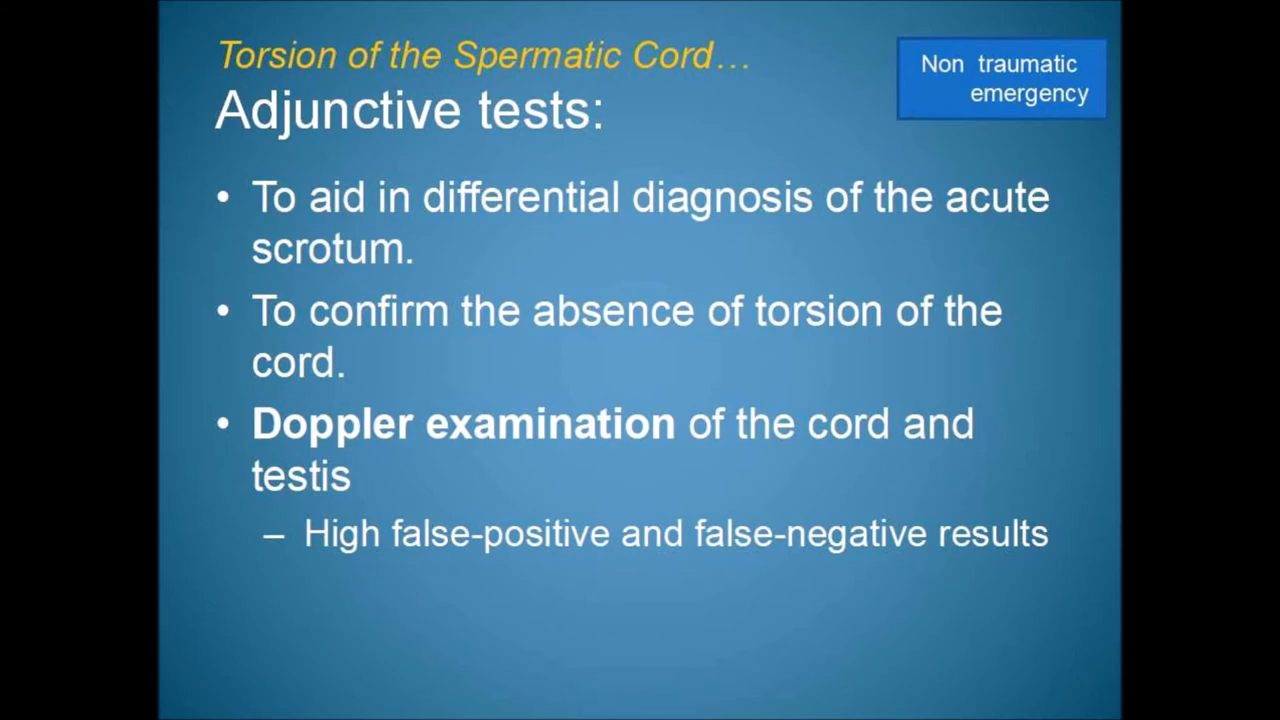 Torsion of the Spermatic Cord…
Non traumatic
emergency
Adjunctive tests:
• To aid in differential diagnosis of the acute
scrotum.
• To confirm the absence of torsion of the
cord.
• Doppler examination of the cord and
testis
– High false-positive and false-negative results